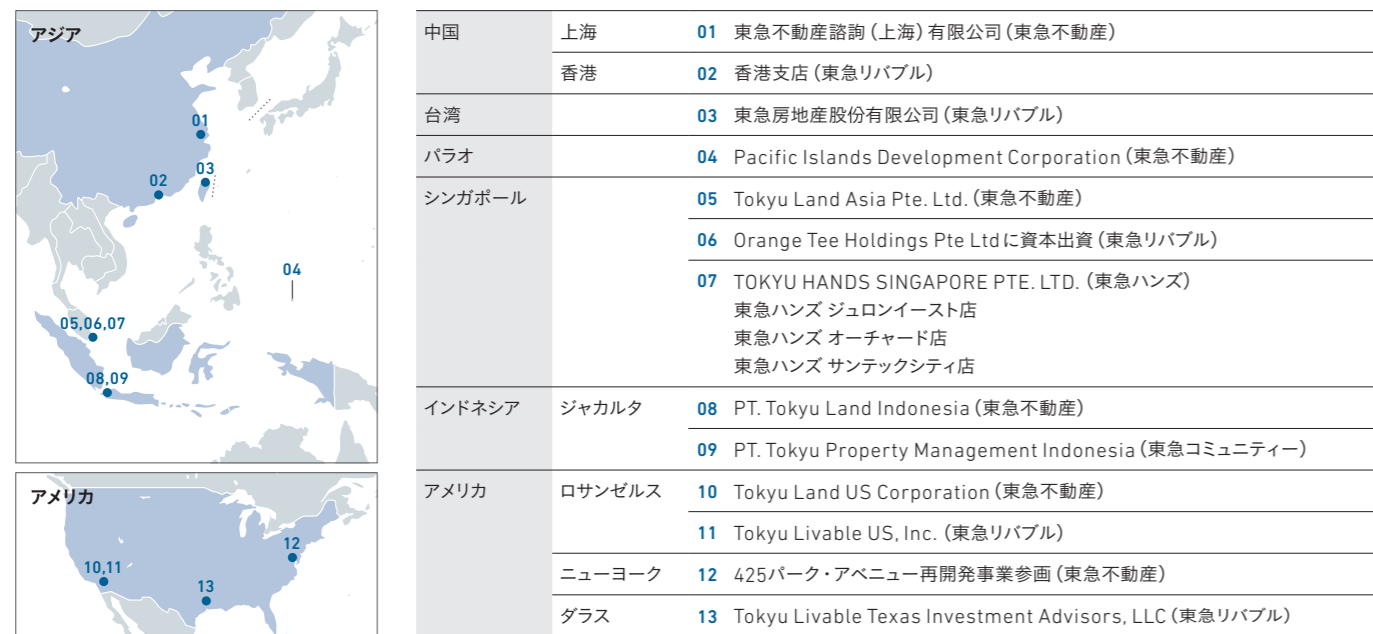 アジア
01
02
03
04
05,06,07
08,09
アメリカ
10,11
12
13
中国 上海 01 東急不動産諮詢(上海)有限公司(東急不動産)
香港 02 香港支店(東急リバブル)
台湾 03 東急房地産股份有限公司(東急リバブル)
パラオ 04 Pacific Islands Development Corporation(東急不動産)
シンガポール 05 Tokyu Land Asia Pte. Ltd.(東急不動産)
06 Orange Tee Holdings Pte Ltdに資本出資(東急リバブル)
07 TOKYU HANDS SINGAPORE PTE. LTD.(東急ハンズ)
東急ハンズ ジュロンイースト店
東急ハンズ オーチャード店
東急ハンズ サンテックシティ店
インドネシア ジャカルタ 08 PT. Tokyu Land Indonesia(東急不動産)
09 PT. Tokyu Property Management Indonesia(東急コミュニティー)
アメリカ ロサンゼルス 10 Tokyu Land US Corporation(東急不動産)
11 Tokyu Livable US, Inc.(東急リバブル)
ニューヨーク 12 425パーク・アベニュー再開発事業参画(東急不動産)
ダラス 13 Tokyu Livable Texas Investment Advisors, LLC(東急リバブル)